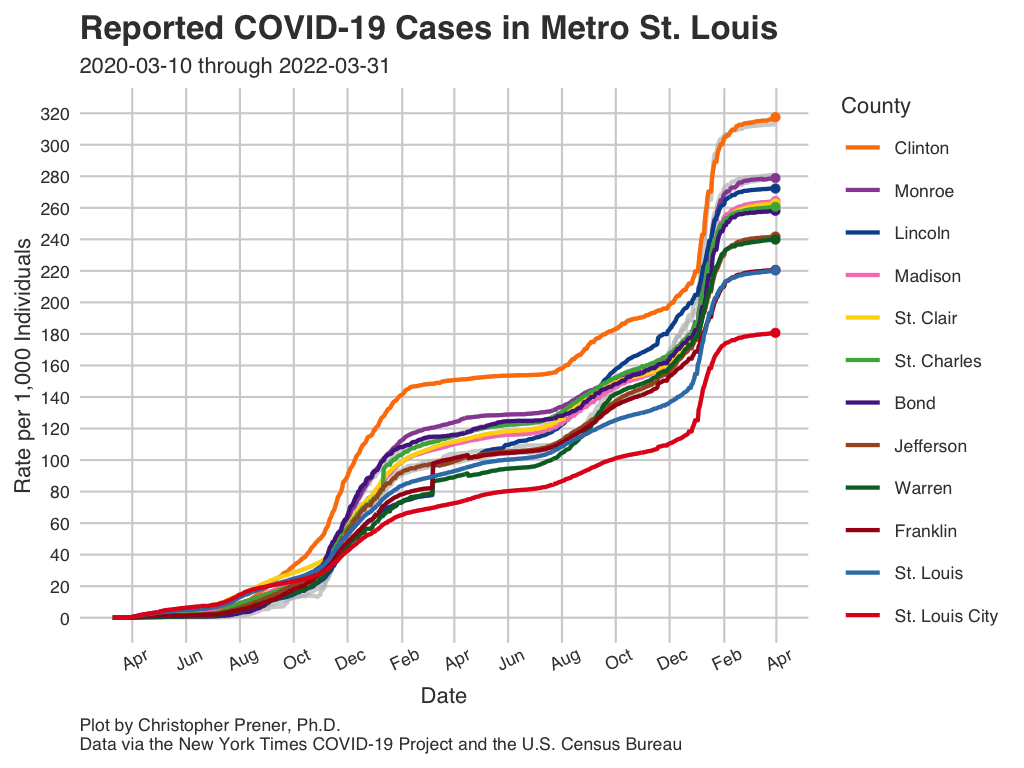 Reported COVID-19 Cases in Metro St. Louis
2020-03-10 through 2022-03-31
Rate per 1,000 Individuals
320
300
280
260
240
220
200
180
160
140
120
100
80
60
40
20
0
Apr Jun Aug Oct Dec Feb Apr Jun Aug Oct Dec Feb Apr
Date
County
Clinton
Monroe
Lincoln
Madison
St. Clair
St. Charles
Bond
Jefferson
Warren
Franklin
St. Louis
St. Louis City
Plot by Christopher Prener, Ph.D.
Data via the New York Times COVID-19 Project and the U.S. Census Bureau